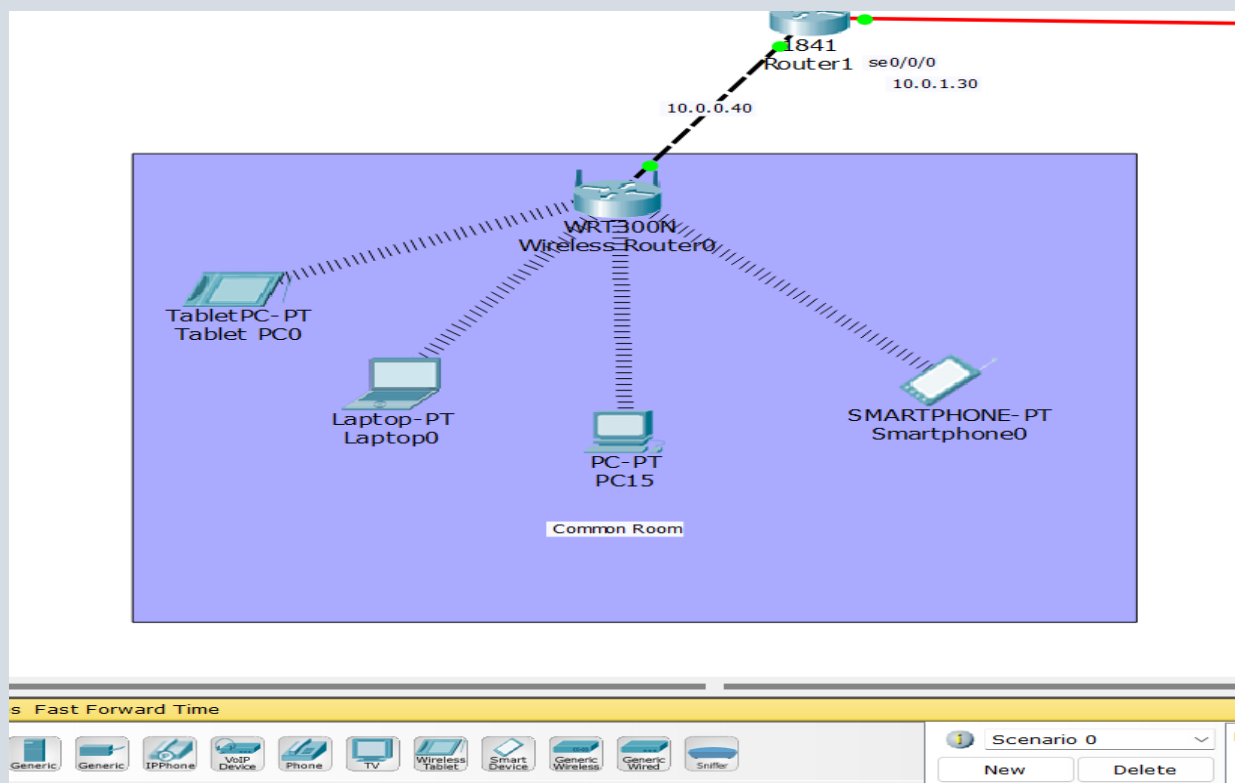 1841
Router1
se0/0/0
10.0.1.30
10.0.0.40
WRT300N
Wireless Router0
TabletPC-PT
Tablet PC0
Laptop-PT
Laptop0
PC-PT
PC15
SMARTPHONE-PT
Smartphone0
Common Room
s Fast Forward Time
Generic
Generic
IPPhone
VoIP
Device
Phone
TV
Wireless
Tablet
Smart
Device
Generic
Wireless
Generic
Wired
Sniffer
i
Scenario 0
New
Delete